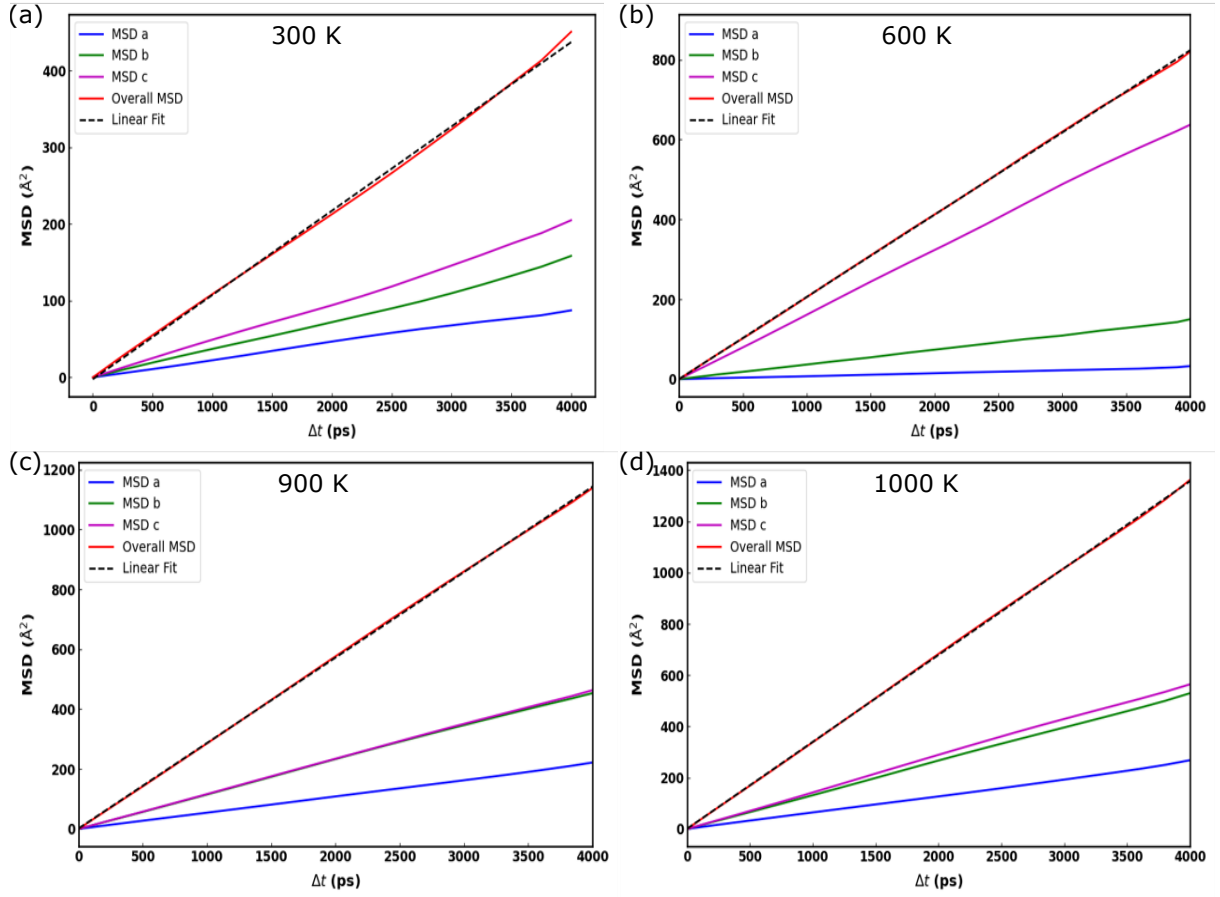 (a)
300 K
MSD a
MSD b
MSD c
Overall MSD
Linear Fit
MSD (Å²)
400
300
200
100
0
0 500 1000 1500 2000 2500 3000 3500 4000
Δt (ps)
(b)
600 K
MSD a
MSD b
MSD c
Overall MSD
Linear Fit
MSD (Å²)
800
600
400
200
0
0 500 1000 1500 2000 2500 3000 3500 4000
Δt (ps)
(c)
900 K
MSD a
MSD b
MSD c
Overall MSD
Linear Fit
MSD (Å²)
1200
1000
800
600
400
200
0
0 500 1000 1500 2000 2500 3000 3500 4000
Δt (ps)
(d)
1000 K
MSD a
MSD b
MSD c
Overall MSD
Linear Fit
MSD (Å²)
1400
1200
1000
800
600
400
200
0
0 500 1000 1500 2000 2500 3000 3500 4000
Δt (ps)